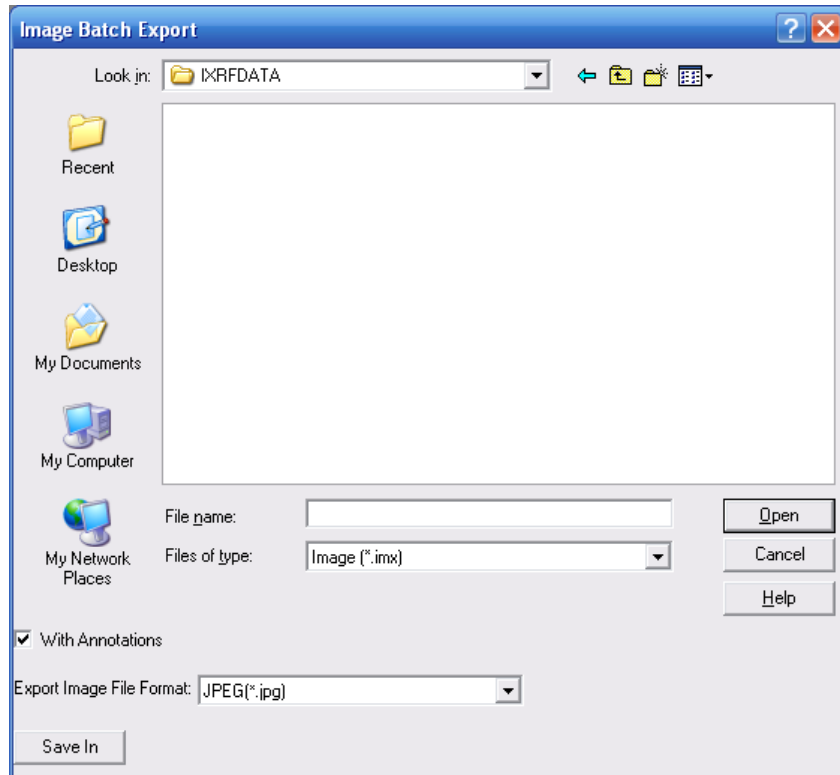 Image Batch Export
Look in: IXRFDATA
Recent
Desktop
My Documents
My Computer
My Network
Places
File name:
Open
Files of type: Image (*.imx)
Cancel
Help
With Annotations
Export Image File Format: JPEG(*.jpg)
Save In